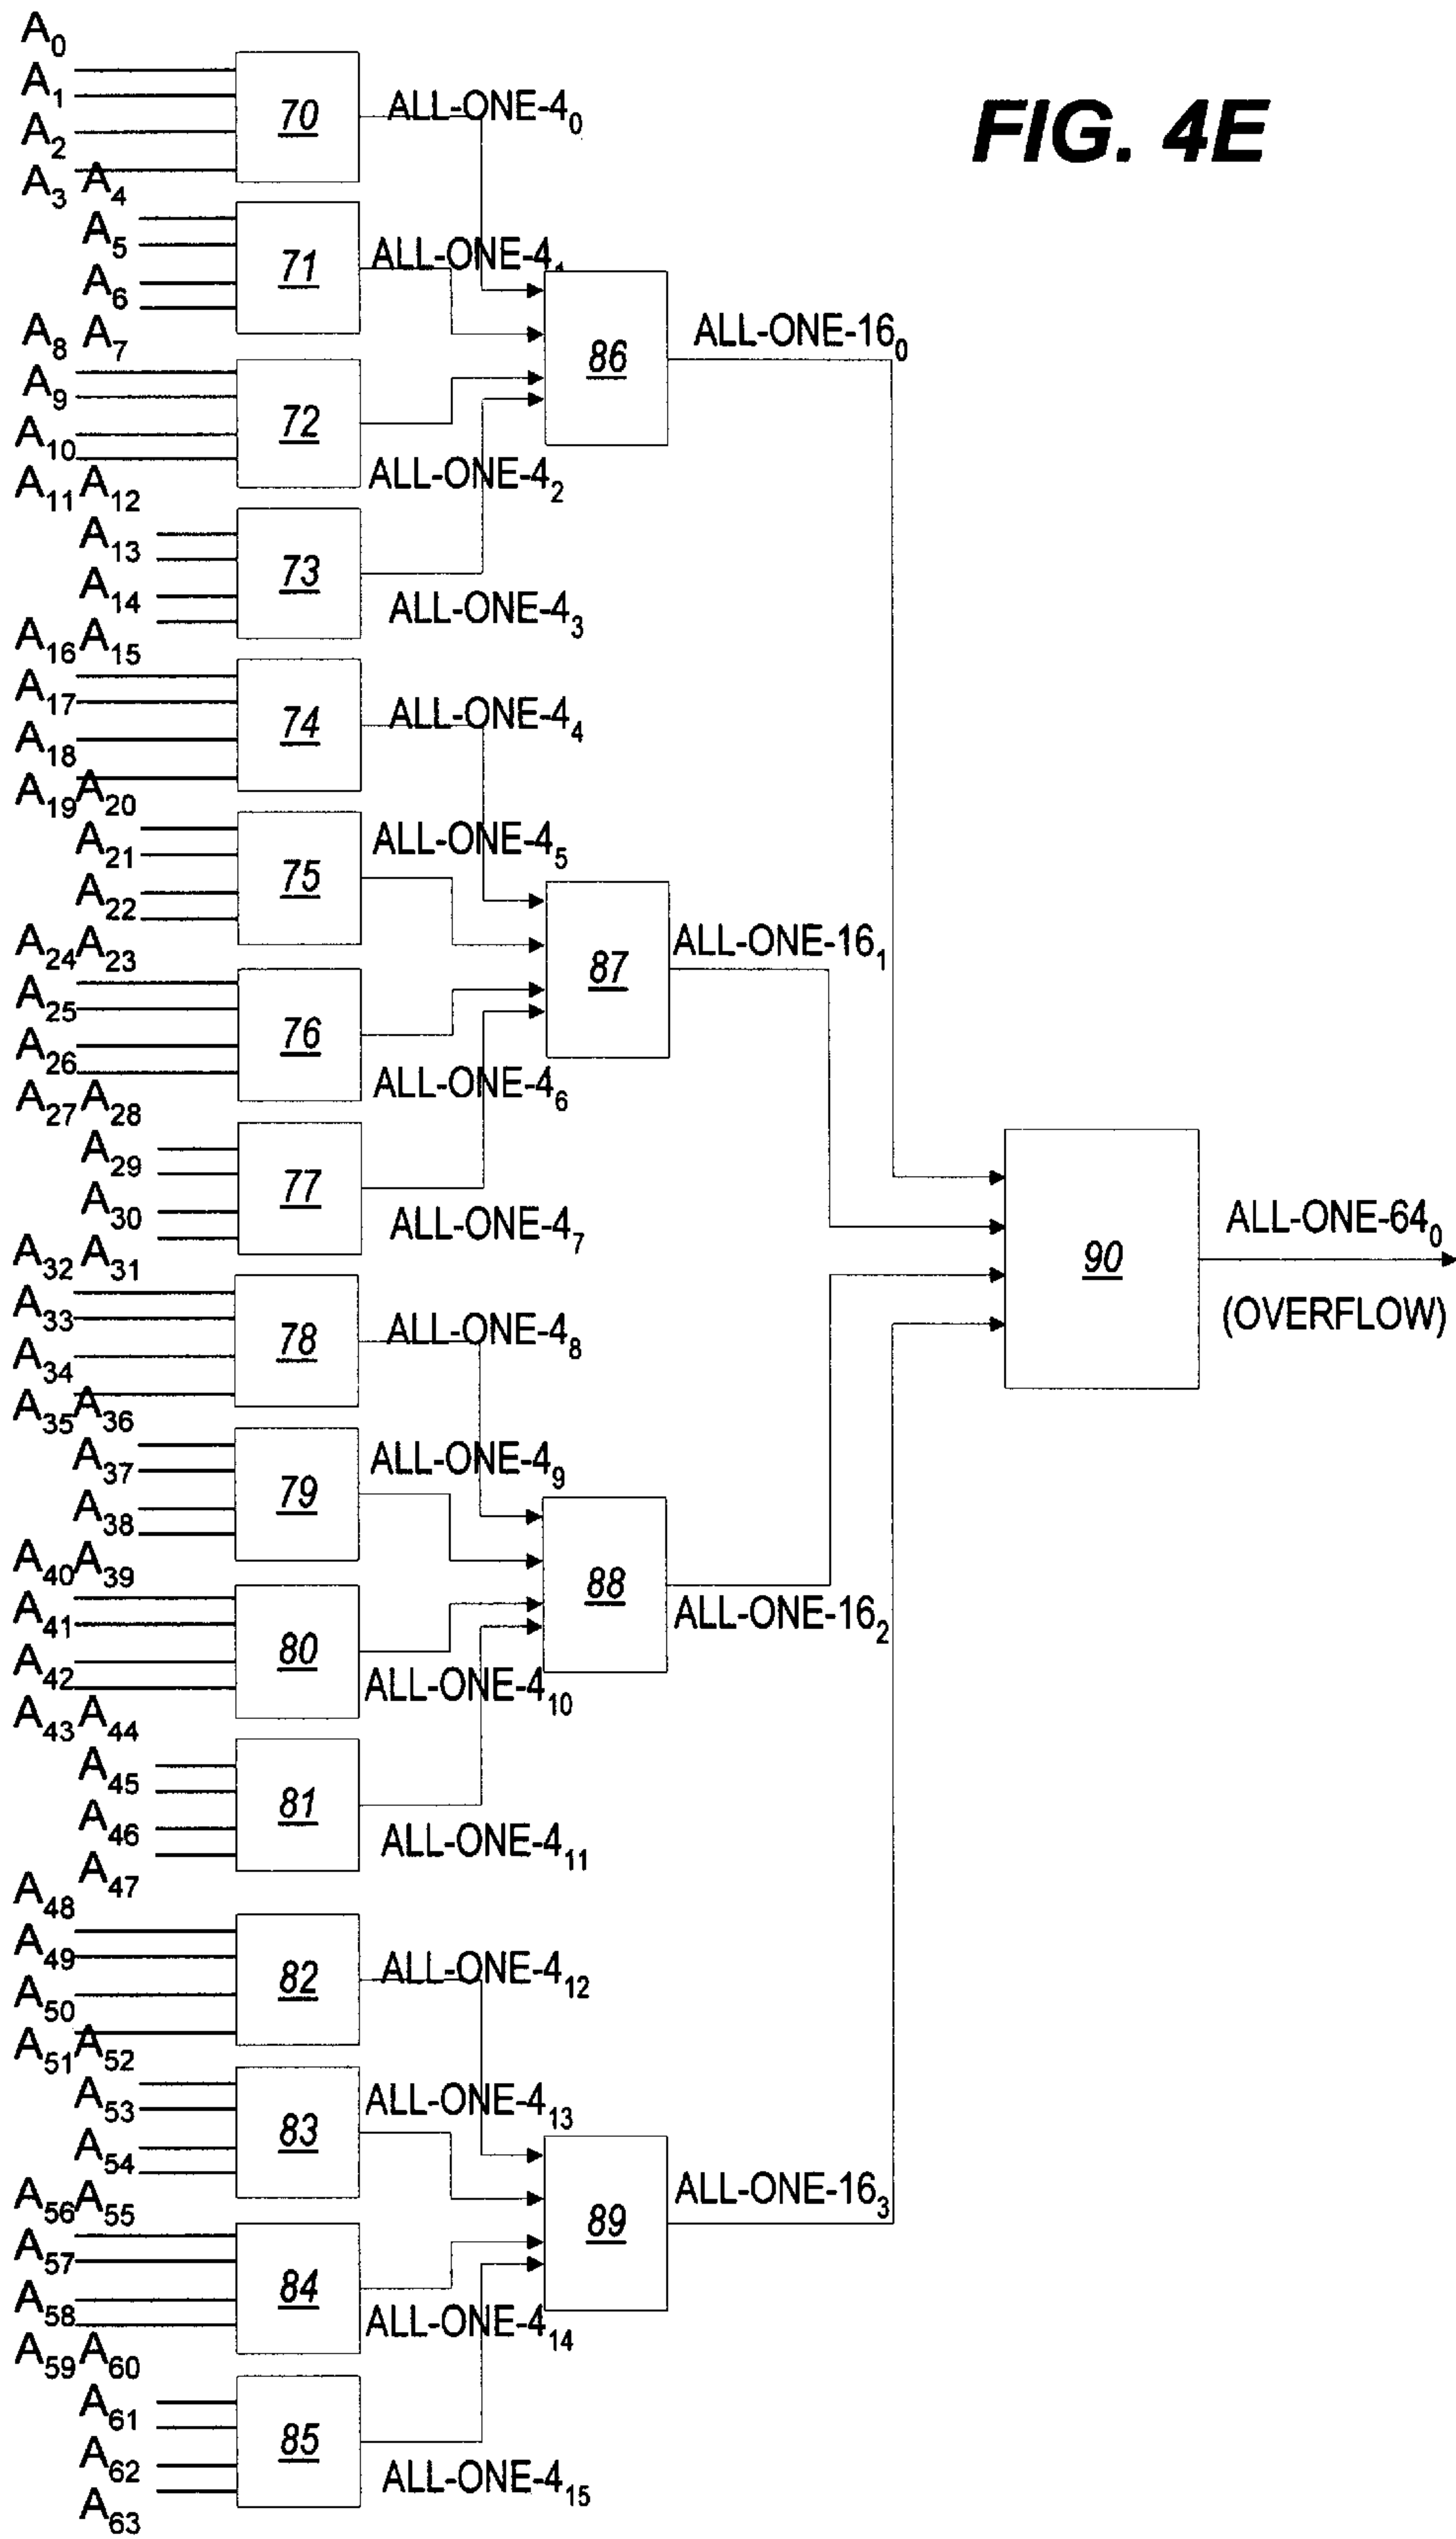 FIG. 4E
A0
A1
A2
A3 A4
A5
A6
A8 A7
A9
A10
A11 A12
A13
A14
A16 A15
A17
A18
A19 A20
A21
A22
A24 A23
A25
A26
A27 A28
A29
A30
A32 A31
A33
A34
A35 A36
A37
A38
A40 A39
A41
A42
A43 A44
A45
A46
A47
A48
A49
A50
A51 A52
A53
A54
A56 A55
A57
A58
A59 A60
A61
A62
A63
70
71
72
73
74
75
76
77
78
79
80
81
82
83
84
85
ALL-ONE-40
ALL-ONE-41
ALL-ONE-42
ALL-ONE-43
ALL-ONE-44
ALL-ONE-45
ALL-ONE-46
ALL-ONE-47
ALL-ONE-48
ALL-ONE-49
ALL-ONE-410
ALL-ONE-411
ALL-ONE-412
ALL-ONE-413
ALL-ONE-414
ALL-ONE-415
86
87
88
89
ALL-ONE-160
ALL-ONE-161
ALL-ONE-162
ALL-ONE-163
90
ALL-ONE-640
(OVERFLOW)